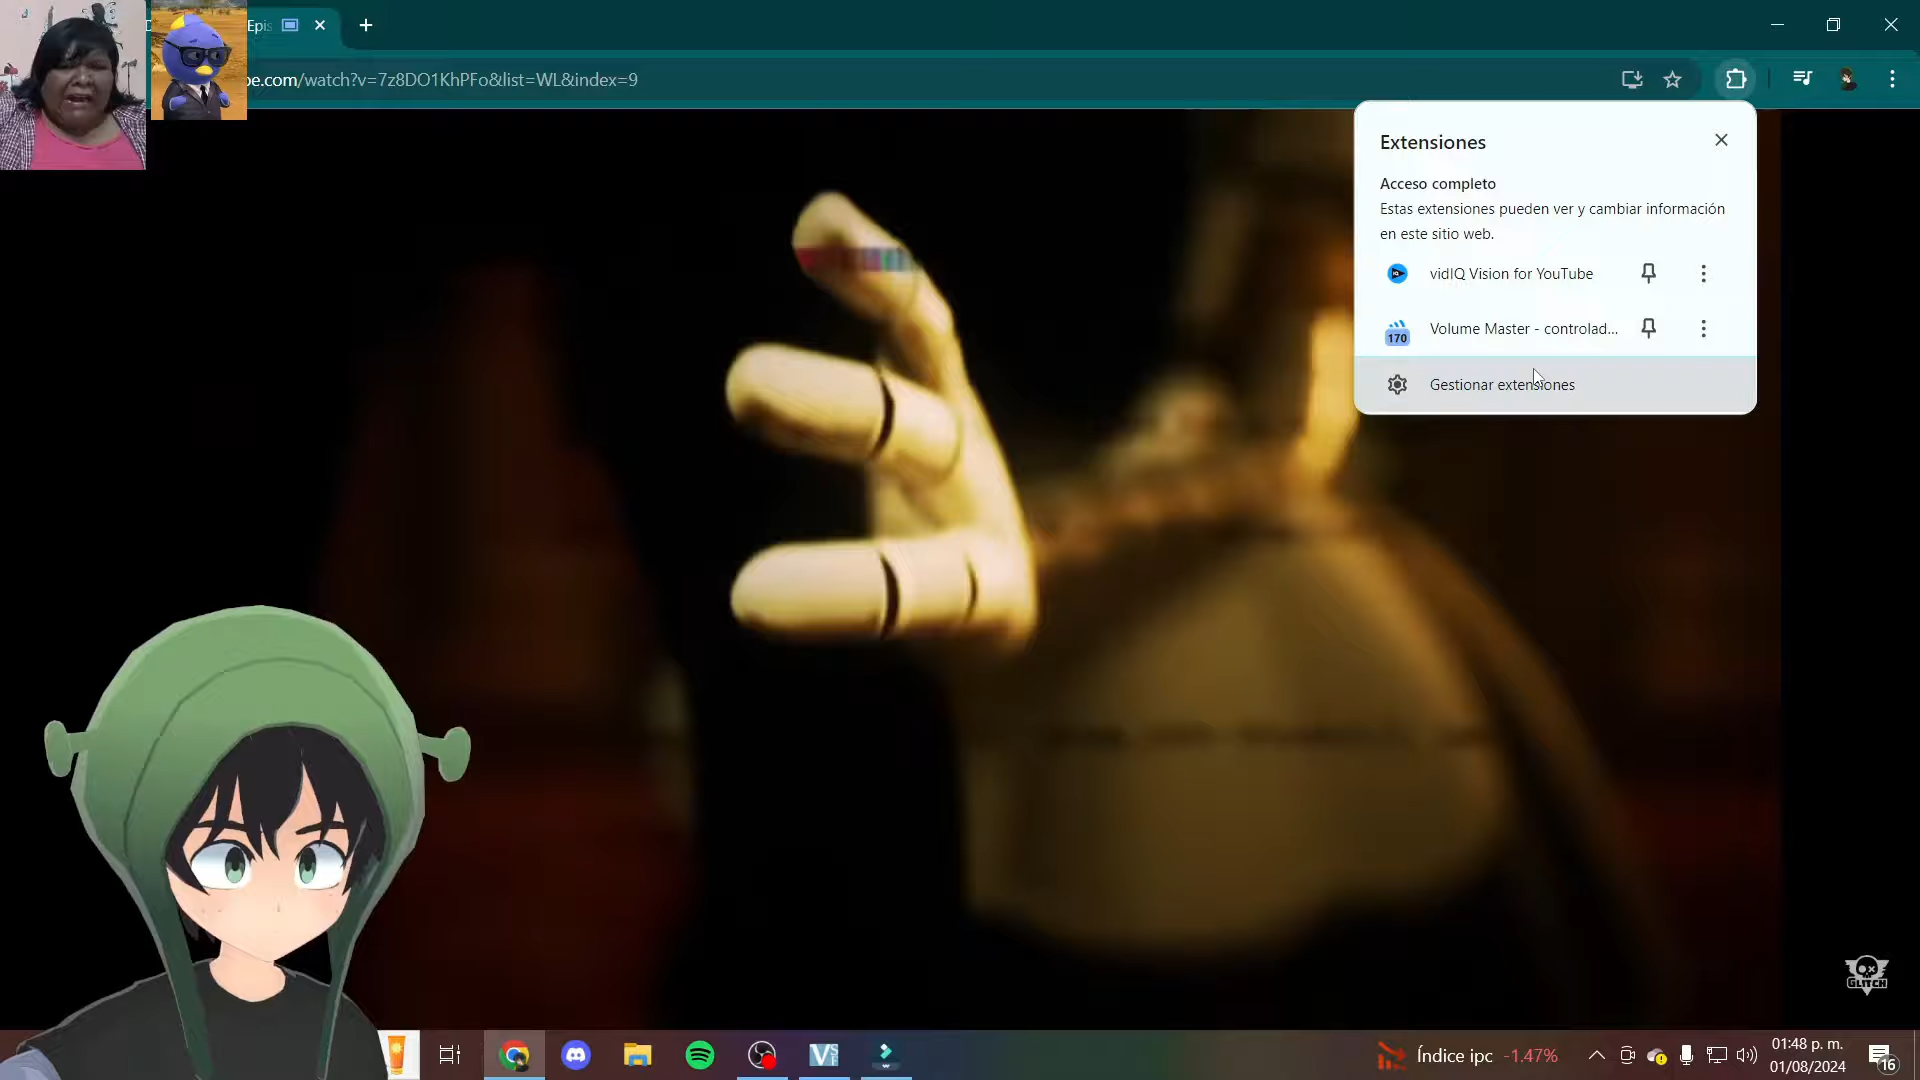 Epis
be.com/watch?v=7z8DO1KhPFo&list=WL&index=9
Extensiones
Acceso completo
Estas extensiones pueden ver y cambiar información
en este sitio web.
vidIQ Vision for YouTube
170
Volume Master - controlad...
Gestionar extensiones
GLITCH
VS
Índice ipc -1.47%
01:48 p. m.
01/08/2024
16